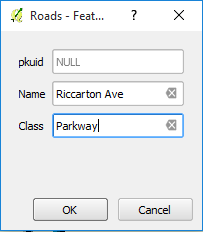 Roads - Feat... ?
pkuid NULL
Name Riccarton Ave
Class Parkway
OK Cancel